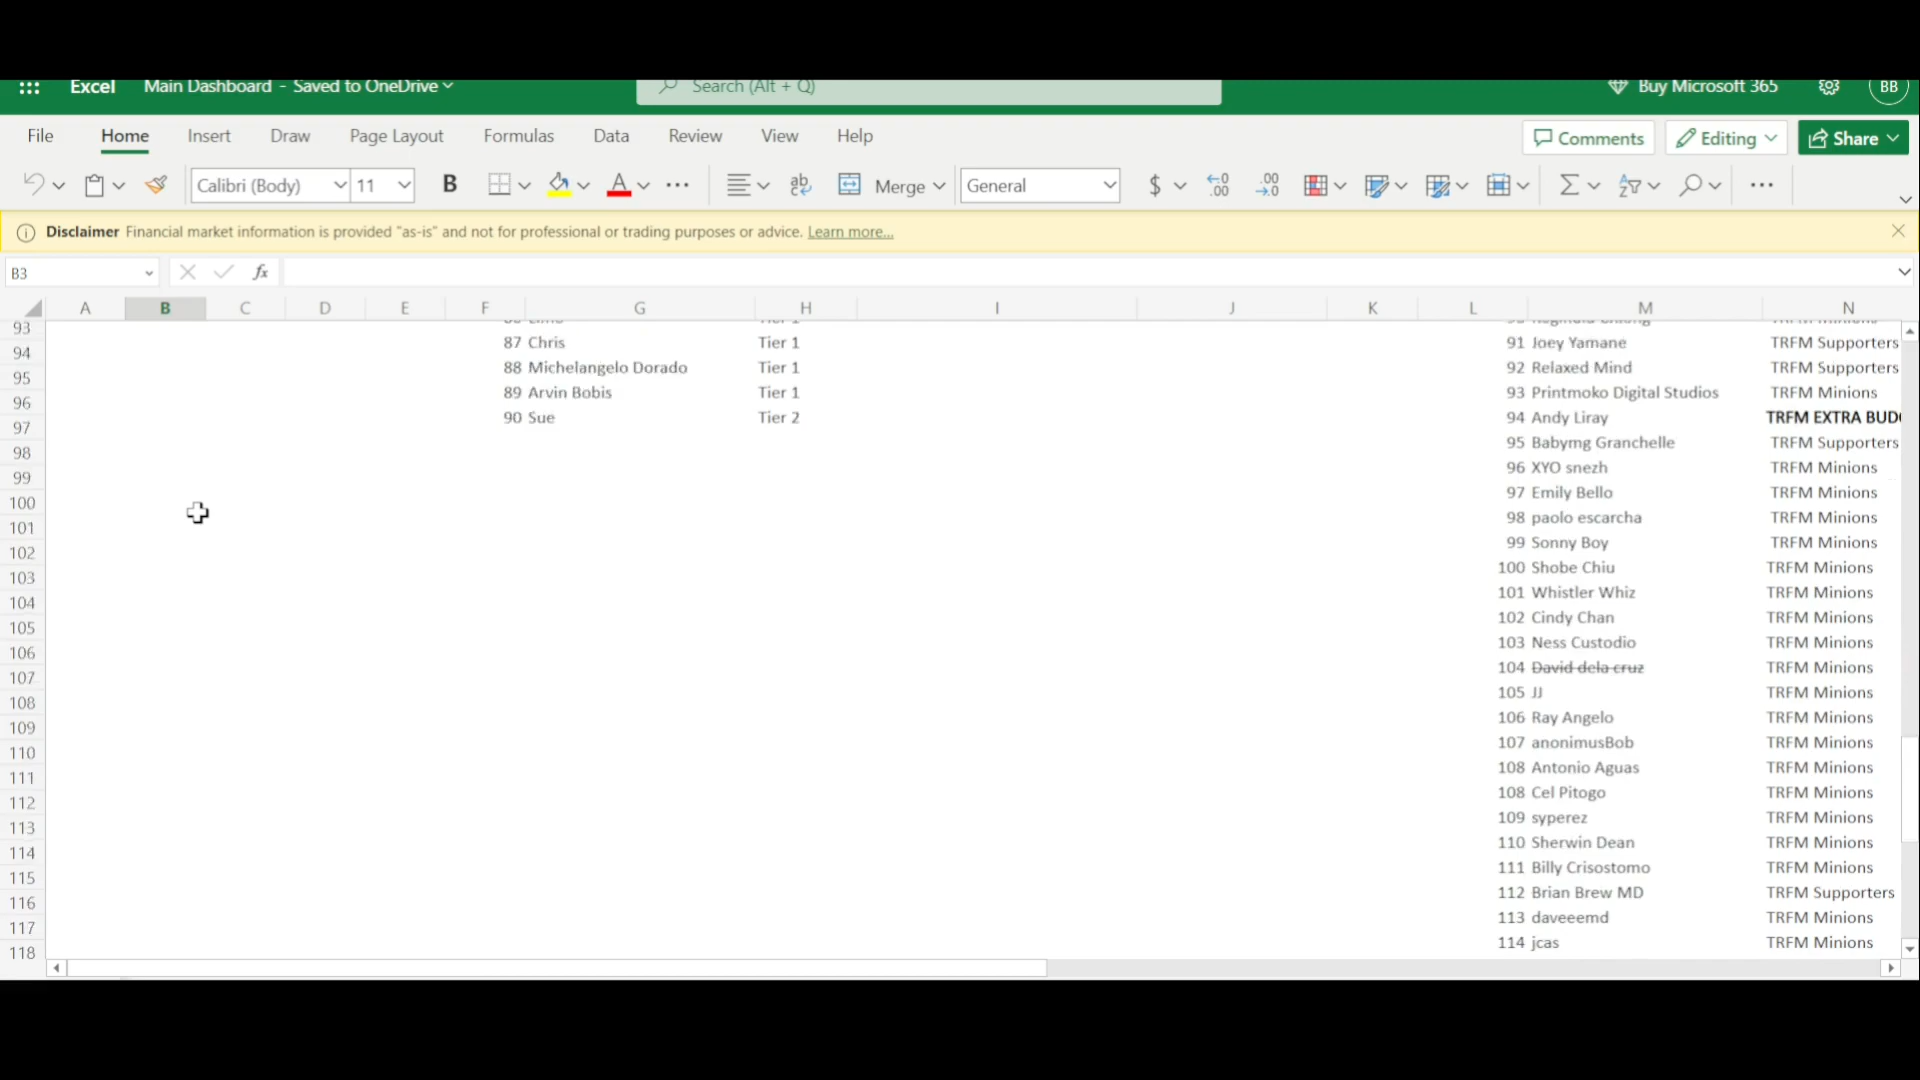 Excel Main Dashboard - Saved to OneDrive Search (Alt + Q) Buy Microsoft 365 BB
File Home Insert Draw Page Layout Formulas Data Review View Help Comments Editing Share
Calibri (Body) 11 B A ... ab Merge General $ .00 .00 ...
Disclaimer Financial market information is provided "as-is" and not for professional or trading purposes or advice. Learn more...
B3 fx
A B C D E F G H I J K L M N
93
94 87 Chris Tier 1 91 Joey Yamane TRFM Supporters
95 88 Michelangelo Dorado Tier 1 92 Relaxed Mind TRFM Supporters
96 89 Arvin Bobis Tier 1 93 Printmoko Digital Studios TRFM Minions
97 90 Sue Tier 2 94 Andy Liray TRFM EXTRA BUD
98 95 Babymg Granchelle TRFM Supporters
99 96 XYO snezh TRFM Minions
100 97 Emily Bello TRFM Minions
101 98 paolo escarcha TRFM Minions
102 99 Sonny Boy TRFM Minions
103 100 Shobe Chiu TRFM Minions
104 101 Whistler Whiz TRFM Minions
105 102 Cindy Chan TRFM Minions
106 103 Ness Custodio TRFM Minions
107 104 David dela cruz TRFM Minions
108 105 JJ TRFM Minions
109 106 Ray Angelo TRFM Minions
110 107 anonimusBob TRFM Minions
111 108 Antonio Aguas TRFM Minions
112 108 Cel Pitogo TRFM Minions
113 109 syperez TRFM Minions
114 110 Sherwin Dean TRFM Minions
115 111 Billy Crisostomo TRFM Minions
116 112 Brian Brew MD TRFM Supporters
117 113 daveeemd TRFM Minions
118 114 jcas TRFM Minions